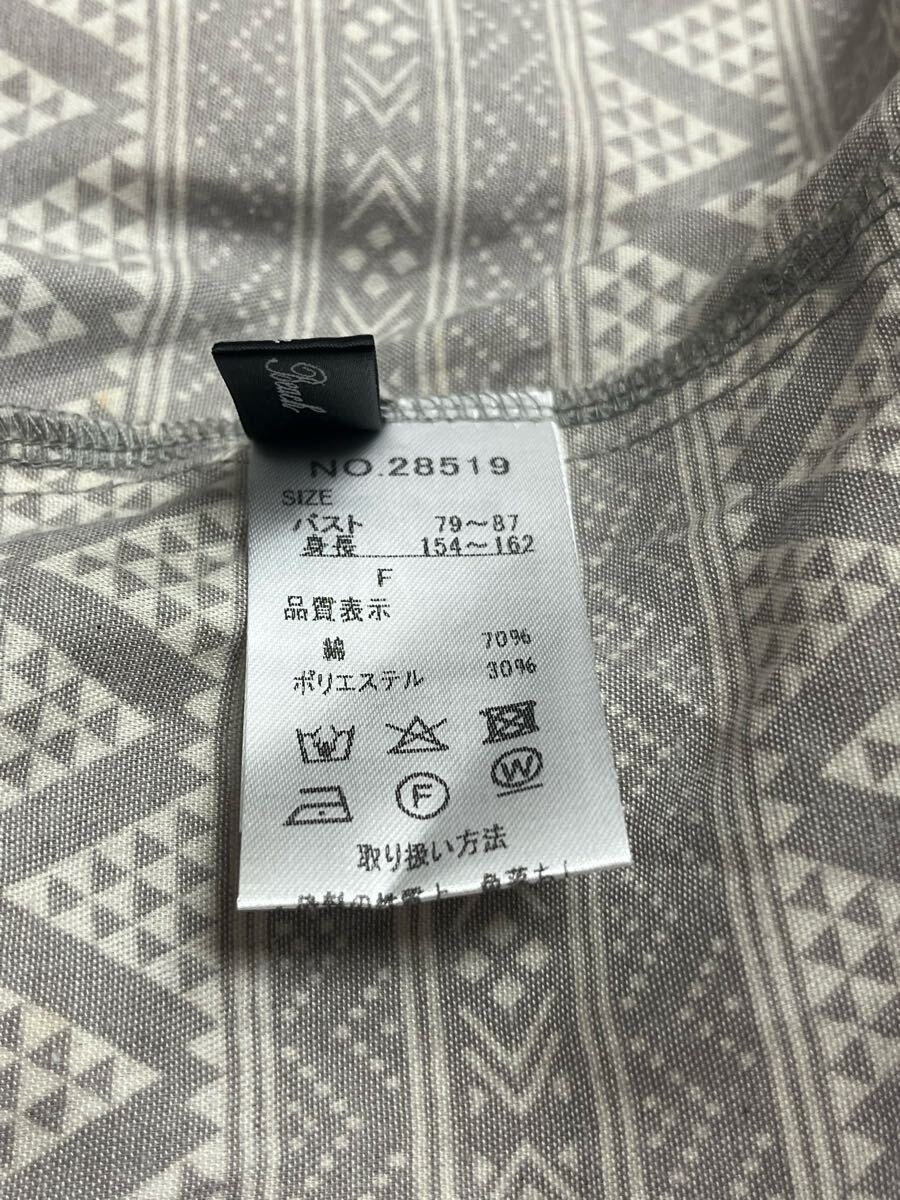 NO.28519
SIZE
バスト 79～87
身長 154～162
F
品質表示
綿 70%
ポリエステル 30%
F
W
取り扱い方法